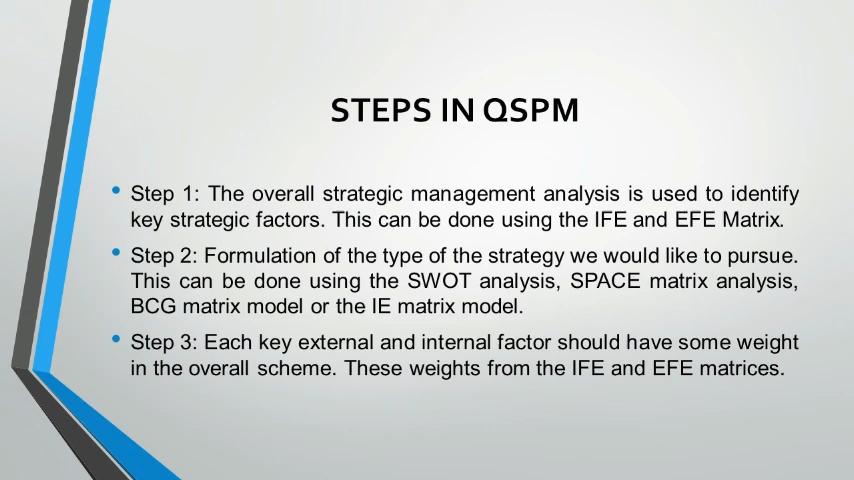 STEPS IN QSPM
• Step 1: The overall strategic management analysis is used to identify
key strategic factors. This can be done using the IFE and EFE Matrix.
• Step 2: Formulation of the type of the strategy we would like to pursue.
This can be done using the SWOT analysis, SPACE matrix analysis,
BCG matrix model or the IE matrix model.
• Step 3: Each key external and internal factor should have some weight
in the overall scheme. These weights from the IFE and EFE matrices.